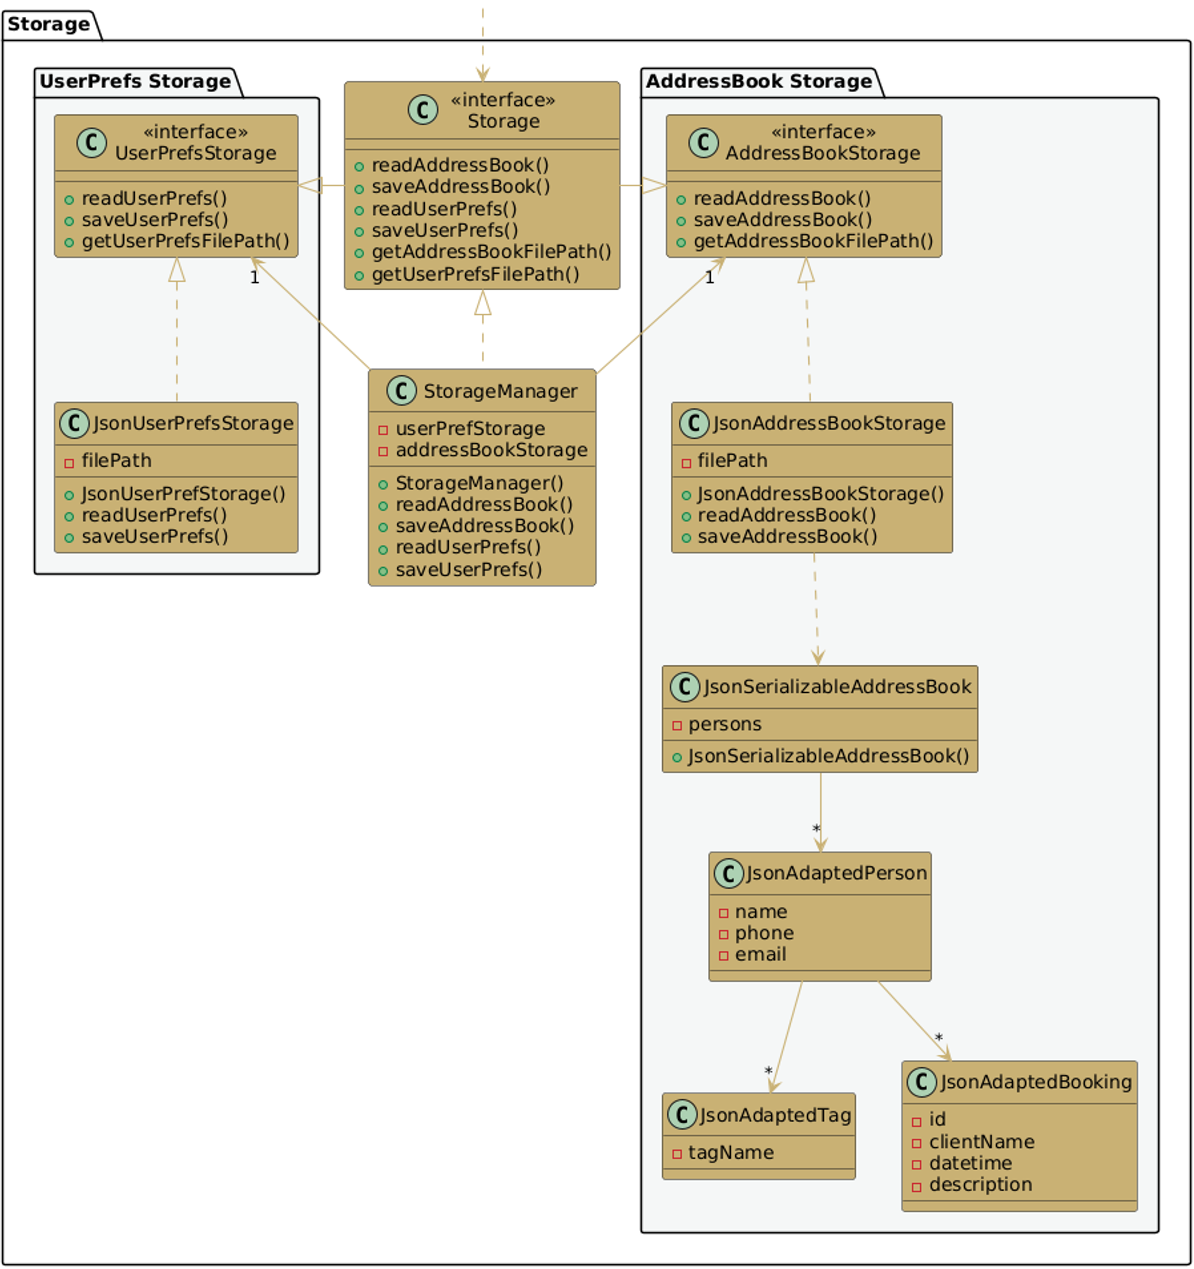 Storage
UserPrefs Storage
«interface»
UserPrefsStorage
readUserPrefs()
saveUserPrefs()
getUserPrefsFilePath()
«interface»
Storage
readAddressBook()
saveAddressBook()
readUserPrefs()
saveUserPrefs()
getAddressBookFilePath()
getUserPrefsFilePath()
AddressBook Storage
«interface»
AddressBookStorage
readAddressBook()
saveAddressBook()
getAddressBookFilePath()
1
1
C JsonUserPrefsStorage
filePath
JsonUserPrefStorage()
readUserPrefs()
saveUserPrefs()
C StorageManager
userPrefStorage
addressBookStorage
StorageManager()
readAddressBook()
saveAddressBook()
readUserPrefs()
saveUserPrefs()
C JsonAddressBookStorage
filePath
JsonAddressBookStorage()
readAddressBook()
saveAddressBook()
C JsonSerializableAddressBook
persons
JsonSerializableAddressBook()
*
C JsonAdaptedPerson
name
phone
email
*
*
C JsonAdaptedTag
tagName
C JsonAdaptedBooking
id
clientName
datetime
description